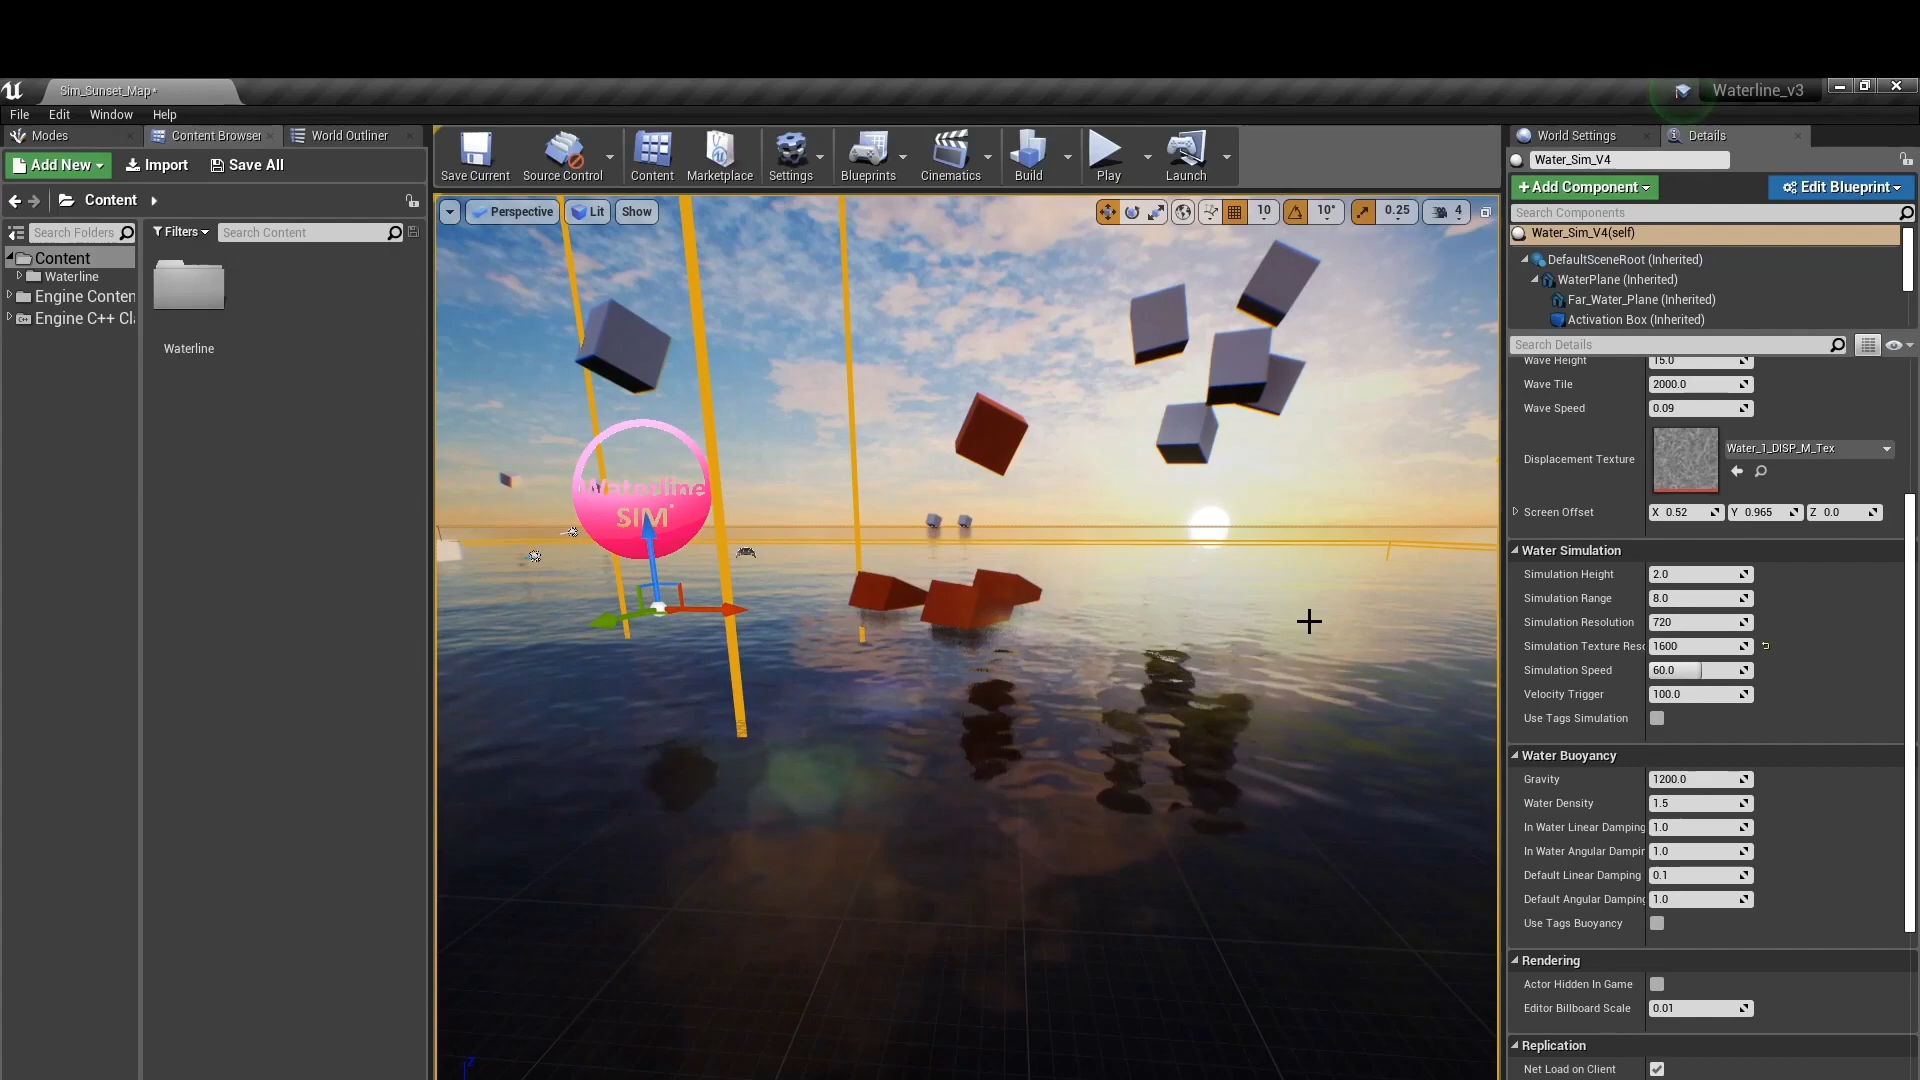 Sim_Sunset_Map*
Waterline_v3
File Edit Window Help
Modes
Content Browser
World Outliner
Add New
Import
Save All
Content
Search Folders
Filters
Search Content
Content
Waterline
Engine Conten
Engine C++ Cl
Waterline
Save Current
Source Control
Content
Marketplace
Settings
Blueprints
Cinematics
Build
Play
Launch
Perspective
Lit
Show
10
10°
0.25
4
Waterline
SIM
Z
World Settings
Details
Water_Sim_V4
+Add Component
Edit Blueprint
Search Components
Water_Sim_V4(self)
DefaultSceneRoot (Inherited)
WaterPlane (Inherited)
Far_Water_Plane (Inherited)
Activation Box (Inherited)
Search Details
Wave Height 15.0
Wave Tile 2000.0
Wave Speed 0.09
Displacement Texture Water_1_DISP_M_Tex
Screen Offset X 0.52 Y 0.965 Z 0.0
Water Simulation
Simulation Height 2.0
Simulation Range 8.0
Simulation Resolution 720
Simulation Texture Reso 1600
Simulation Speed 60.0
Velocity Trigger 100.0
Use Tags Simulation
Water Buoyancy
Gravity 1200.0
Water Density 1.5
In Water Linear Damping 1.0
In Water Angular Dampin 1.0
Default Linear Damping 0.1
Default Angular Damping 1.0
Use Tags Buoyancy
Rendering
Actor Hidden In Game
Editor Billboard Scale 0.01
Replication
Net Load on Client